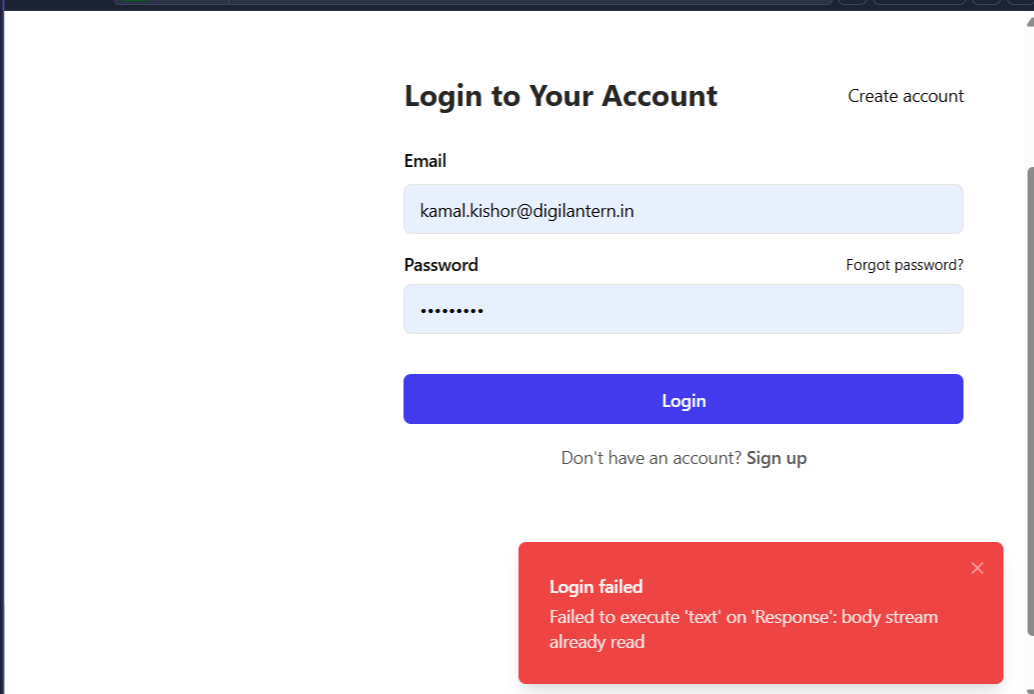 Login to Your Account
Create account
Email
kamal.kishor@digilantern.in
Password
Forgot password?
•••••••••
Login
Don't have an account? Sign up
Login failed
Failed to execute 'text' on 'Response': body stream
already read